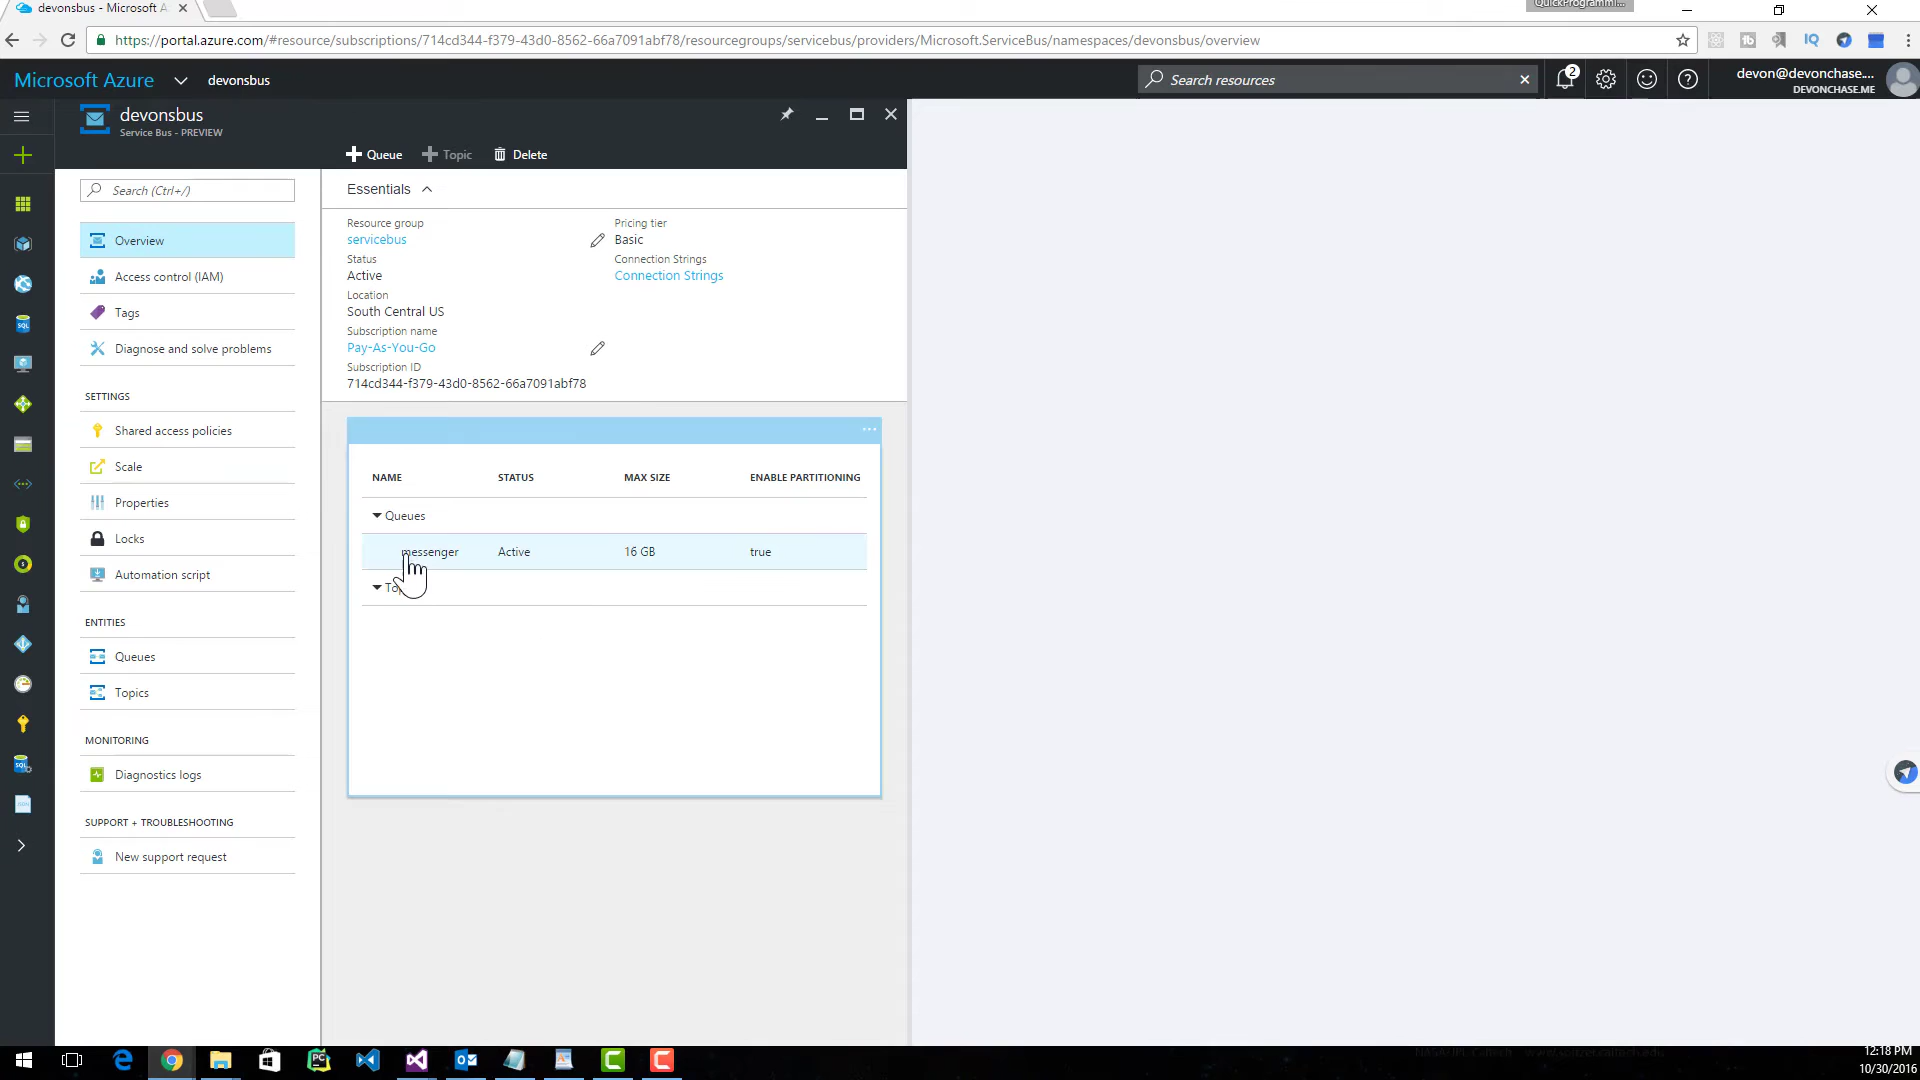 devonsbus - Microsoft A
QuickProgrammi...
https://portal.azure.com/#resource/subscriptions/714cd344-f379-43d0-8562-66a7091abf78/resourcegroups/servicebus/providers/Microsoft.ServiceBus/namespaces/devonsbus/overview
Microsoft Azure devonsbus
Search resources
2
devon@devonchase....
DEVONCHASE.ME
devonsbus
Service Bus - PREVIEW
Queue
Topic
Delete
Search (Ctrl+/)
Overview
Access control (IAM)
Tags
Diagnose and solve problems
SETTINGS
Shared access policies
Scale
Properties
Locks
Automation script
ENTITIES
Queues
Topics
MONITORING
Diagnostics logs
SUPPORT + TROUBLESHOOTING
New support request
Essentials
Resource group
servicebus
Status
Active
Location
South Central US
Subscription name
Pay-As-You-Go
Subscription ID
714cd344-f379-43d0-8562-66a7091abf78
Pricing tier
Basic
Connection Strings
Connection Strings
NAME STATUS MAX SIZE ENABLE PARTITIONING
Queues
messenger Active 16 GB true
12:18 PM
10/30/2016